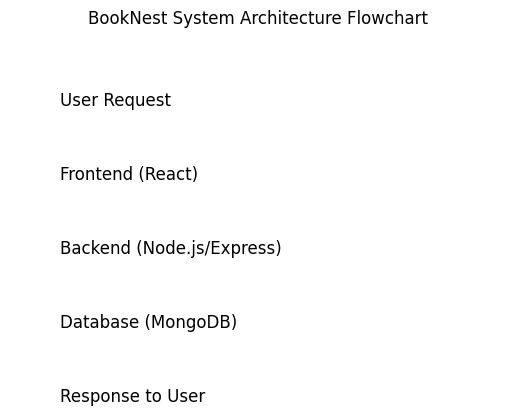 BookNest System Architecture Flowchart
User Request
Frontend (React)
Backend (Node.js/Express)
Database (MongoDB)
Response to User